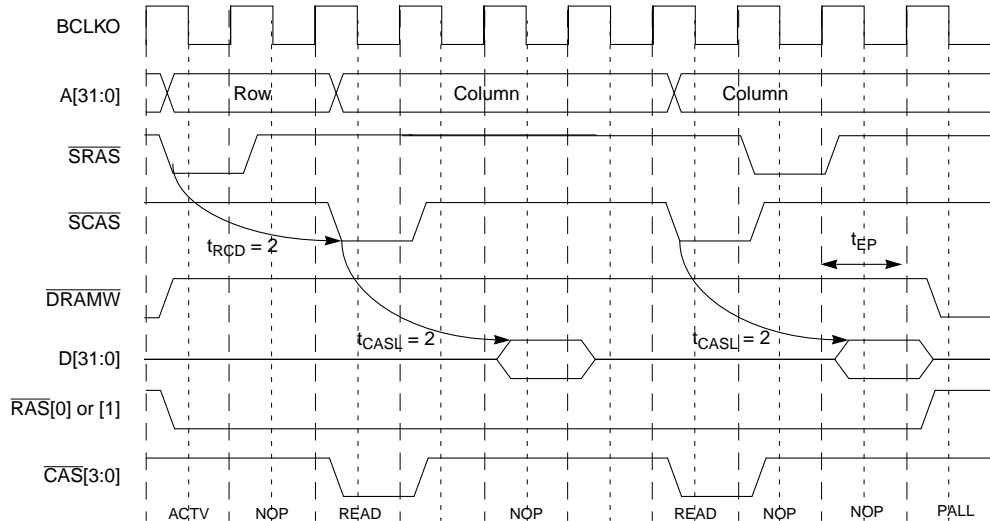 BCLKO
A[31:0]
Row
Column
Column
SRAS
SCAS
tRCD = 2
tEP
DRAMW
tCASL = 2
tCASL = 2
D[31:0]
RAS[0] or [1]
CAS[3:0]
ACTV
NOP
READ
NOP
READ
NOP
NOP
PALL